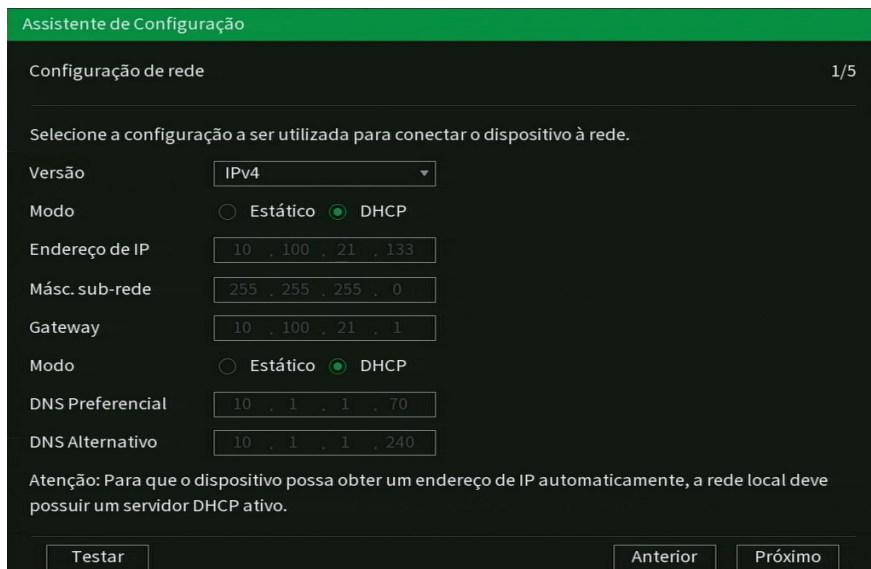 Assistente de Configuração
Configuração de rede 1/5
Selecione a configuração a ser utilizada para conectar o dispositivo à rede.
Versão IPv4
Modo Estático DHCP
Endereço de IP 10 . 100 . 21 . 133
Másc. sub-rede 255 . 255 . 255 . 0
Gateway 10 . 100 . 21 . 1
Modo Estático DHCP
DNS Preferencial 10 . 1 . 1 . 70
DNS Alternativo 10 . 1 . 1 . 240
Atenção: Para que o dispositivo possa obter um endereço de IP automaticamente, a rede local deve
possuir um servidor DHCP ativo.
Testar Anterior Próximo